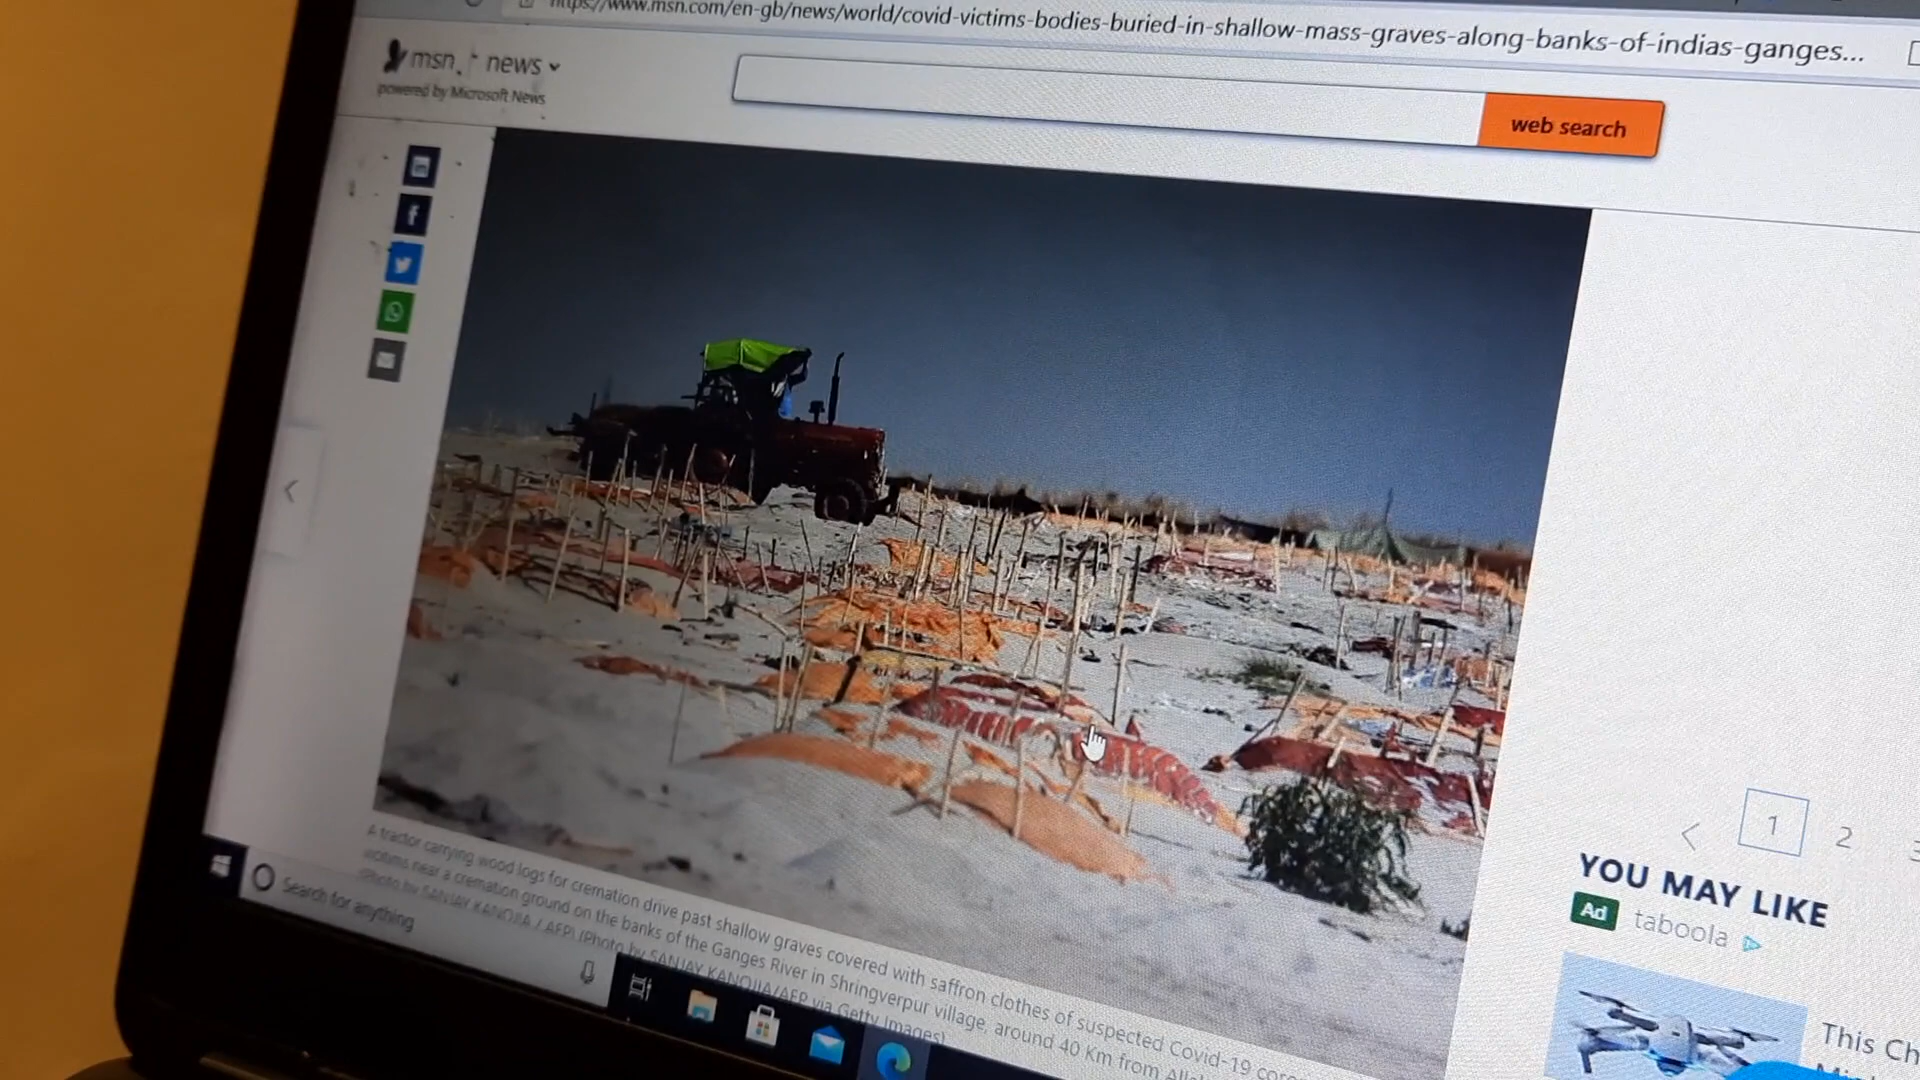 https://www.msn.com/en-gb/news/world/covid-victims-bodies-buried-in-shallow-mass-graves-along-banks-of-indias-ganges...
msn news
powered by Microsoft News
web search
A tractor carrying wood logs for cremation drive past shallow graves covered with saffron clothes of suspected Covid-19
victims near a cremation ground on the banks of the Ganges River in Shringverpur village, around 40 Km from
(Photo by SANJAY KANOJIA / AFP) (Photo by SANJAY KANOJIA/AFP via Getty Images)
1 2
YOU MAY LIKE
Ad taboola
This
Search for anything